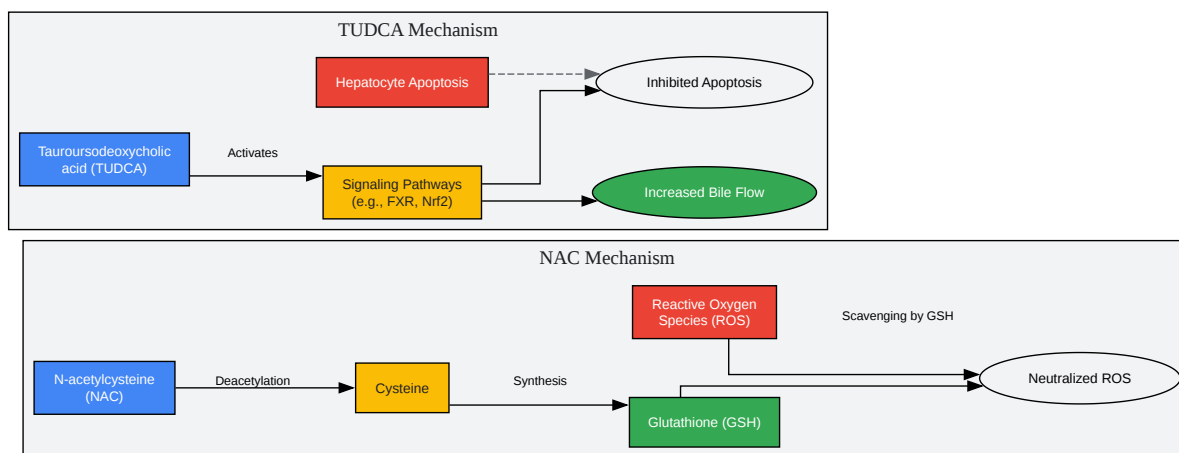 TUDCA Mechanism
Hepatocyte Apoptosis
Inhibited Apoptosis
Tauroursodeoxycholic
acid (TUDCA)
Activates
Signaling Pathways
(e.g., FXR, Nrf2)
Increased Bile Flow
NAC Mechanism
Reactive Oxygen
Species (ROS)
Scavenging by GSH
N-acetylcysteine
(NAC)
Deacetylation
Cysteine
Synthesis
Glutathione (GSH)
Neutralized ROS